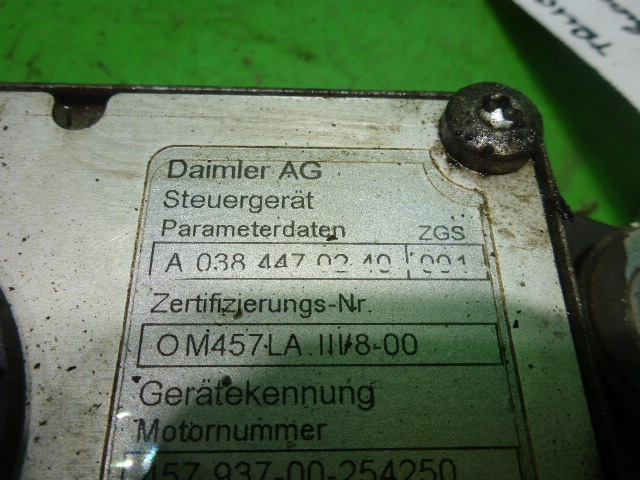 Daimler AG
Steuergerät
Parameterdaten ZGS
A 038 447 02 40 001
Zertifizierungs-Nr.
OM457LA III/8-00
Gerätekennung
Motornummer
457 937-00-254250